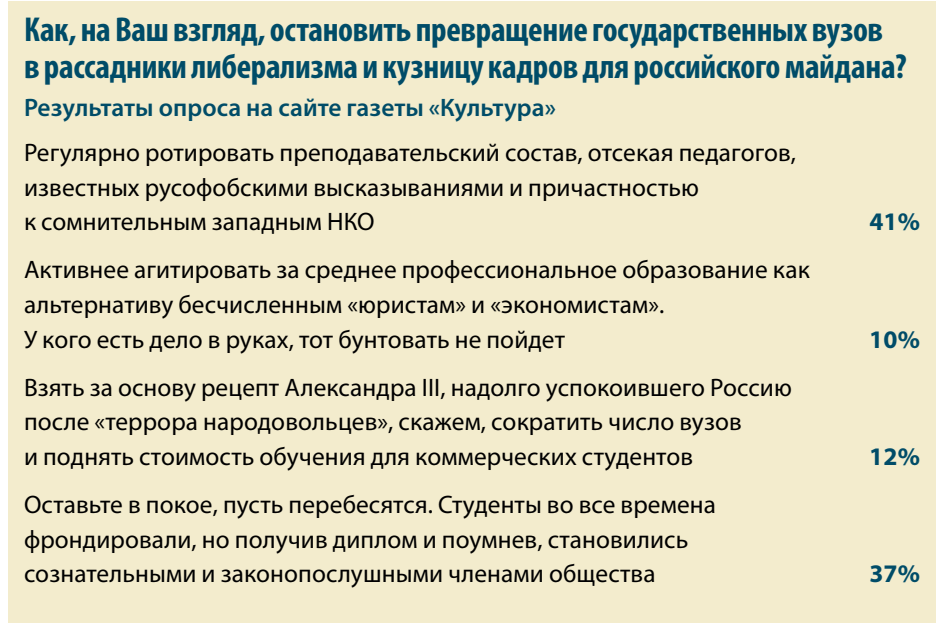 Как, на Ваш взгляд, остановить превращение государственных вузов
в рассадники либерализма и кузницу кадров для российского майдана?
Результаты опроса на сайте газеты «Культура»
Регулярно ротировать преподавательский состав, отсекая педагогов,
известных русофобскими высказываниями и причастностью
к сомнительным западным НКО 41%
Активнее агитировать за среднее профессиональное образование как
альтернативу бесчисленным «юристам» и «экономистам».
У кого есть дело в руках, тот бунтовать не пойдет 10%
Взять за основу рецепт Александра III, надолго успокоившего Россию
после «террора народовольцев», скажем, сократить число вузов
и поднять стоимость обучения для коммерческих студентов 12%
Оставьте в покое, пусть перебесятся. Студенты во все времена
фрондировали, но получив диплом и поумнев, становились
сознательными и законопослушными членами общества 37%